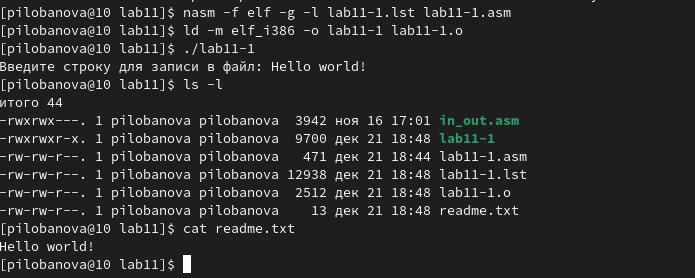 [pilobanova@10 lab11]$ nasm -f elf -g -l lab11-1.lst lab11-1.asm
[pilobanova@10 lab11]$ ld -m elf_i386 -o lab11-1 lab11-1.o
[pilobanova@10 lab11]$ ./lab11-1
Введите строку для записи в файл: Hello world!
[pilobanova@10 lab11]$ ls -l
итого 44
-rwxrwx---. 1 pilobanova pilobanova  3942 ноя 16 17:01 in_out.asm
-rwxrwxr-x. 1 pilobanova pilobanova  9700 дек 21 18:48 lab11-1
-rw-rw-r--. 1 pilobanova pilobanova   471 дек 21 18:44 lab11-1.asm
-rw-rw-r--. 1 pilobanova pilobanova 12938 дек 21 18:48 lab11-1.lst
-rw-rw-r--. 1 pilobanova pilobanova  2512 дек 21 18:48 lab11-1.o
-rw-rw-r--. 1 pilobanova pilobanova    13 дек 21 18:48 readme.txt
[pilobanova@10 lab11]$ cat readme.txt
Hello world!
[pilobanova@10 lab11]$